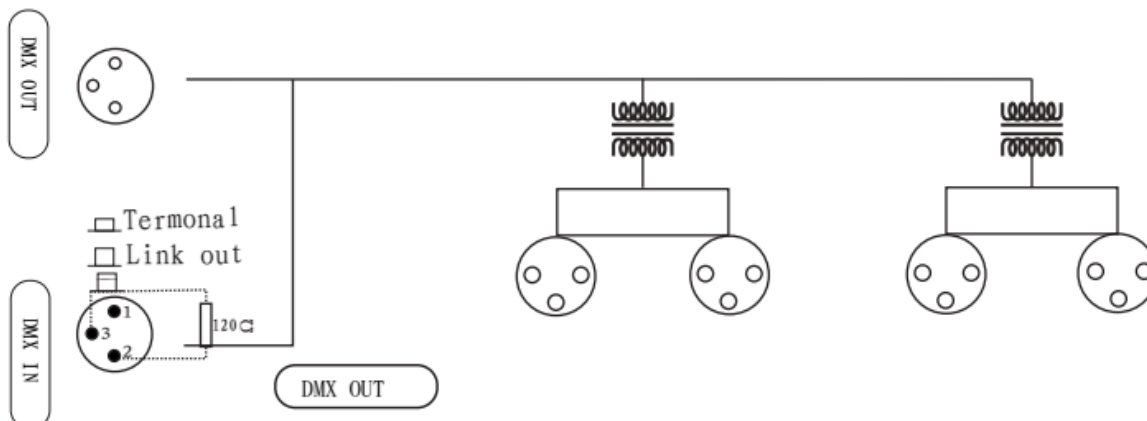 DMX OUT
Termonal
Link out
DMX IN
1
3
2
120Ω
DMX OUT